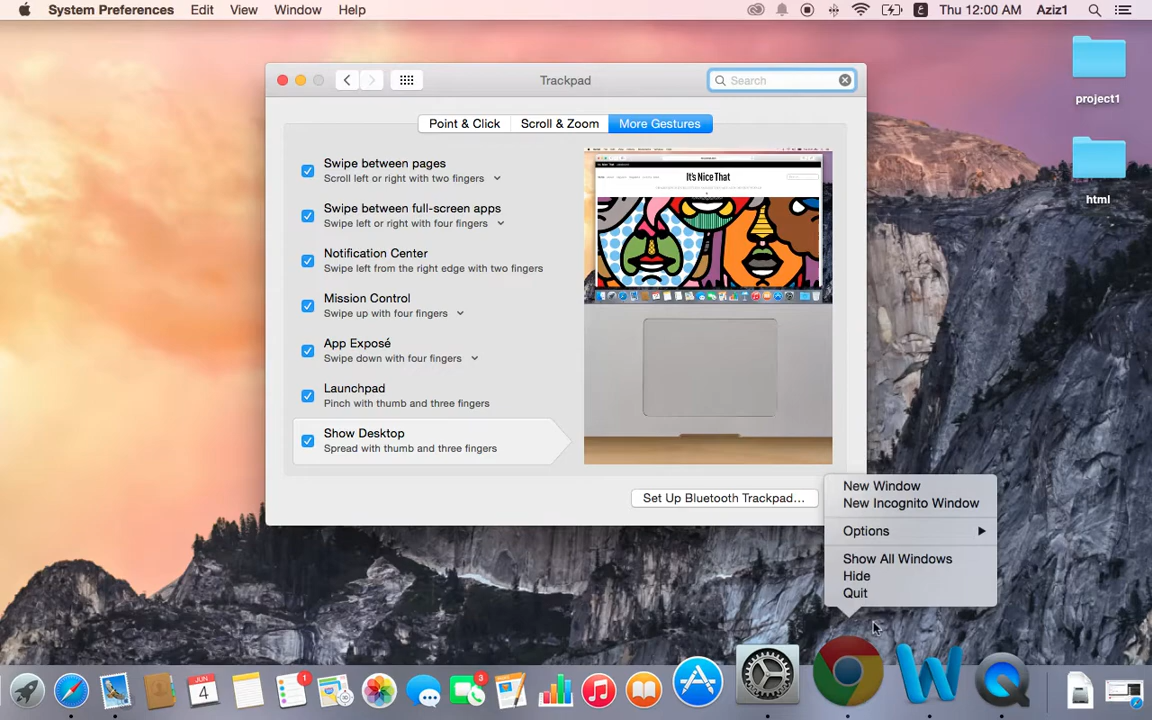 System Preferences Edit View Window Help
ع Thu 12:00 AM Aziz1
Trackpad
Search
Point & Click Scroll & Zoom More Gestures
Swipe between pages
Scroll left or right with two fingers
Swipe between full-screen apps
Swipe left or right with four fingers
Notification Center
Swipe left from the right edge with two fingers
Mission Control
Swipe up with four fingers
App Exposé
Swipe down with four fingers
Launchpad
Pinch with thumb and three fingers
Show Desktop
Spread with thumb and three fingers
It's Nice That
Set Up Bluetooth Trackpad...
New Window
New Incognito Window
Options
Show All Windows
Hide
Quit
project1
html
JUN
4
1
3
W